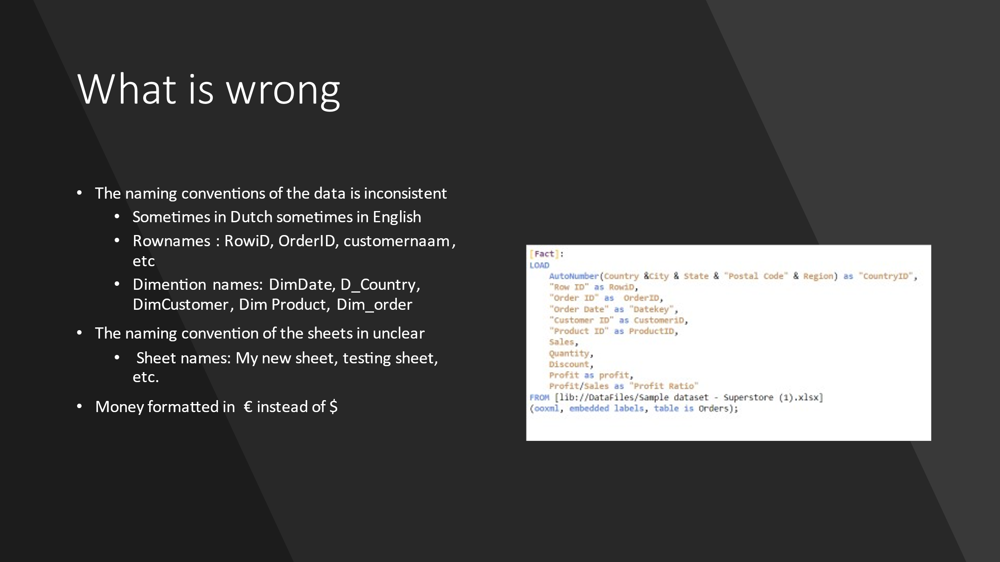 What is wrong
• The naming conventions of the data is inconsistent
• Sometimes in Dutch sometimes in English
• Rownames : RowiD, OrderID, customernaam,
etc
• Dimention names: DimDate, D_Country,
DimCustomer, Dim Product, Dim_order
• The naming convention of the sheets in unclear
• Sheet names: My new sheet, testing sheet,
etc.
• Money formatted in € instead of $
[Fact]:
LOAD
AutoNumber(Country &City & State & "Postal Code" & Region) as "CountryID",
"Row ID" as RowiD,
"Order ID" as OrderID,
"Order Date" as "Datekey",
"Customer ID" as CustomeriD,
"Product ID" as ProductID,
Sales,
Quantity,
Discount,
Profit as profit,
Profit/Sales as "Profit Ratio"
FROM [lib://DataFiles/Sample dataset - Superstore (1).xlsx]
(ooxml, embedded labels, table is Orders);